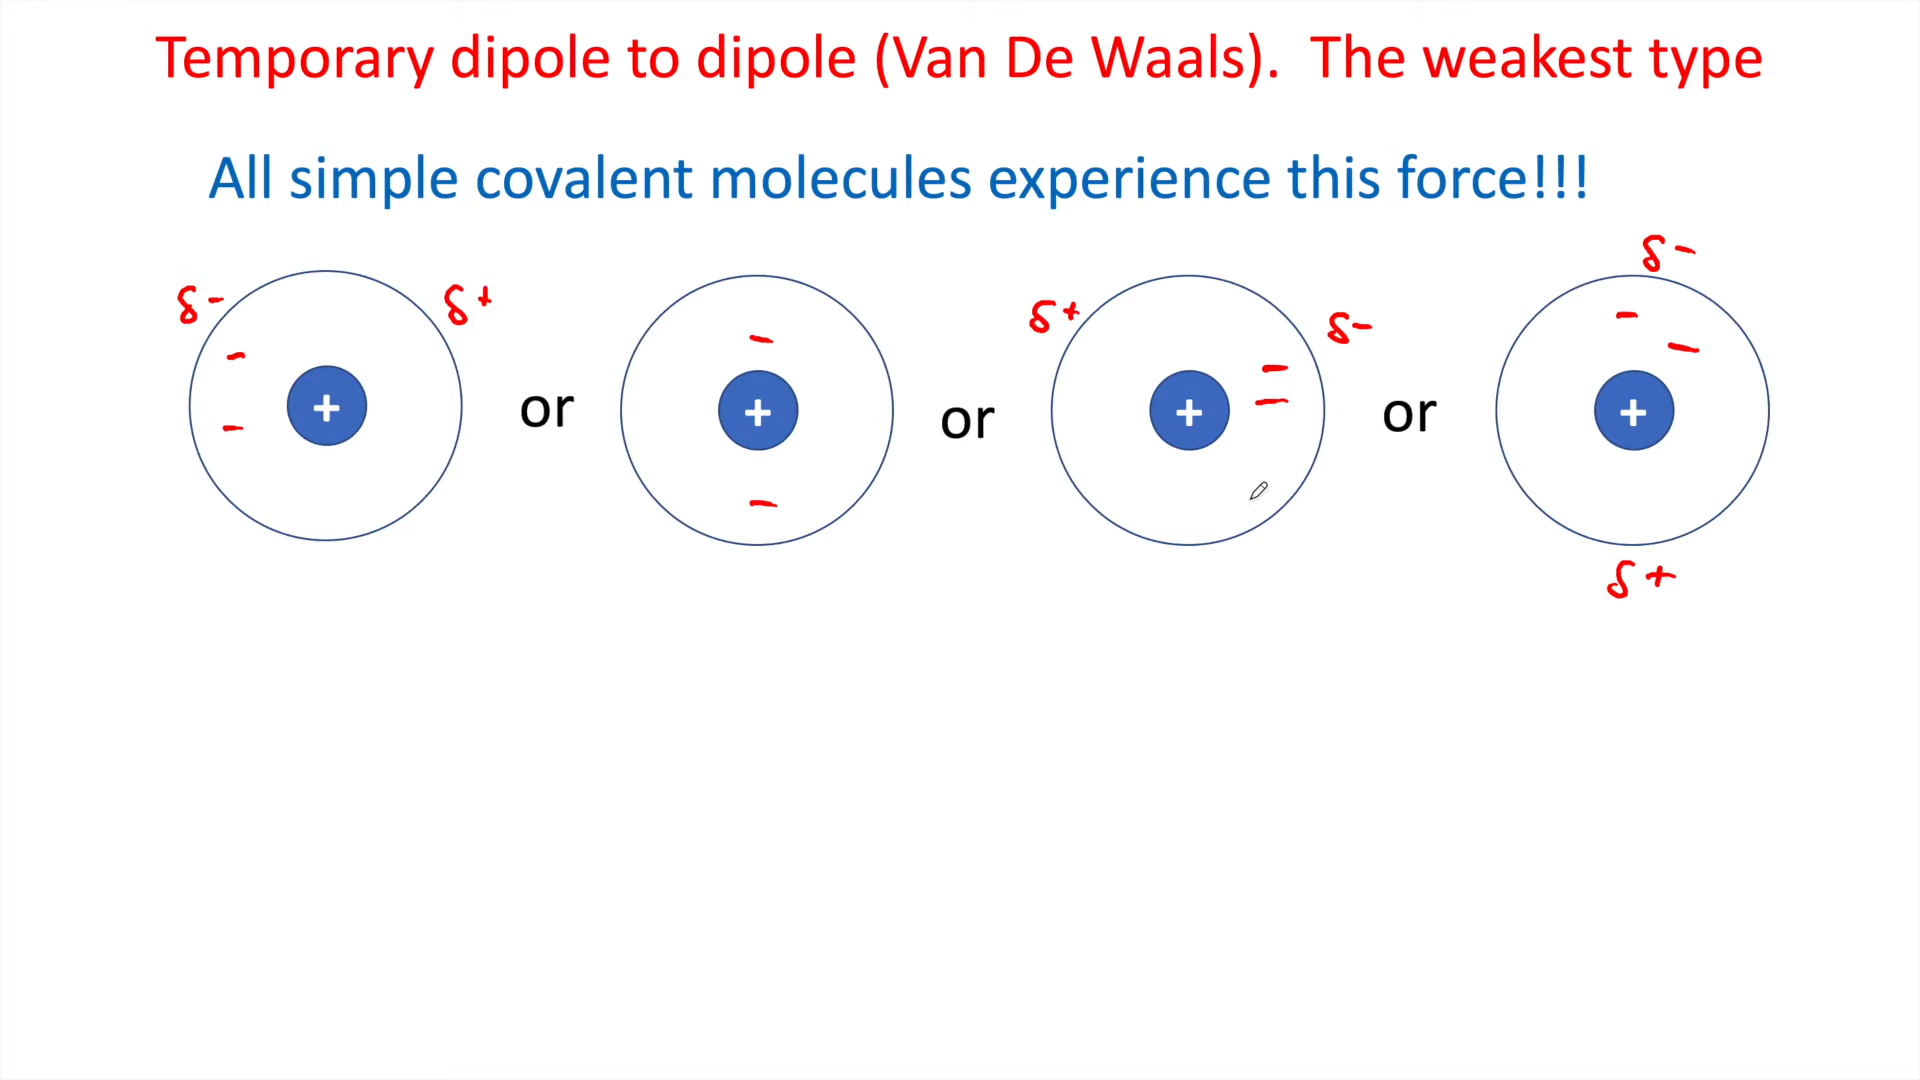 Temporary dipole to dipole (Van De Waals).  The weakest type
All simple covalent molecules experience this force!!!
δ- δ+ δ+ δ- δ-
- - - = - -
+ or + or + or +
-
δ+